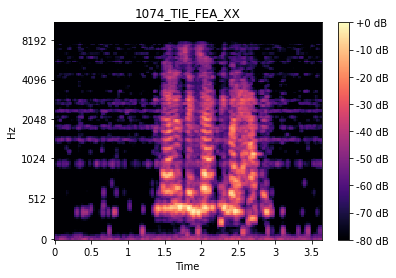 1074_TIE_FEA_XX
+0 dB
8192
-10 dB
4096
-20 dB
-30 dB
2048
Hz
-40 dB
1024
-50 dB
512
-60 dB
-70 dB
0
-80 dB
0 0.5 1 1.5 2 2.5 3 3.5
Time